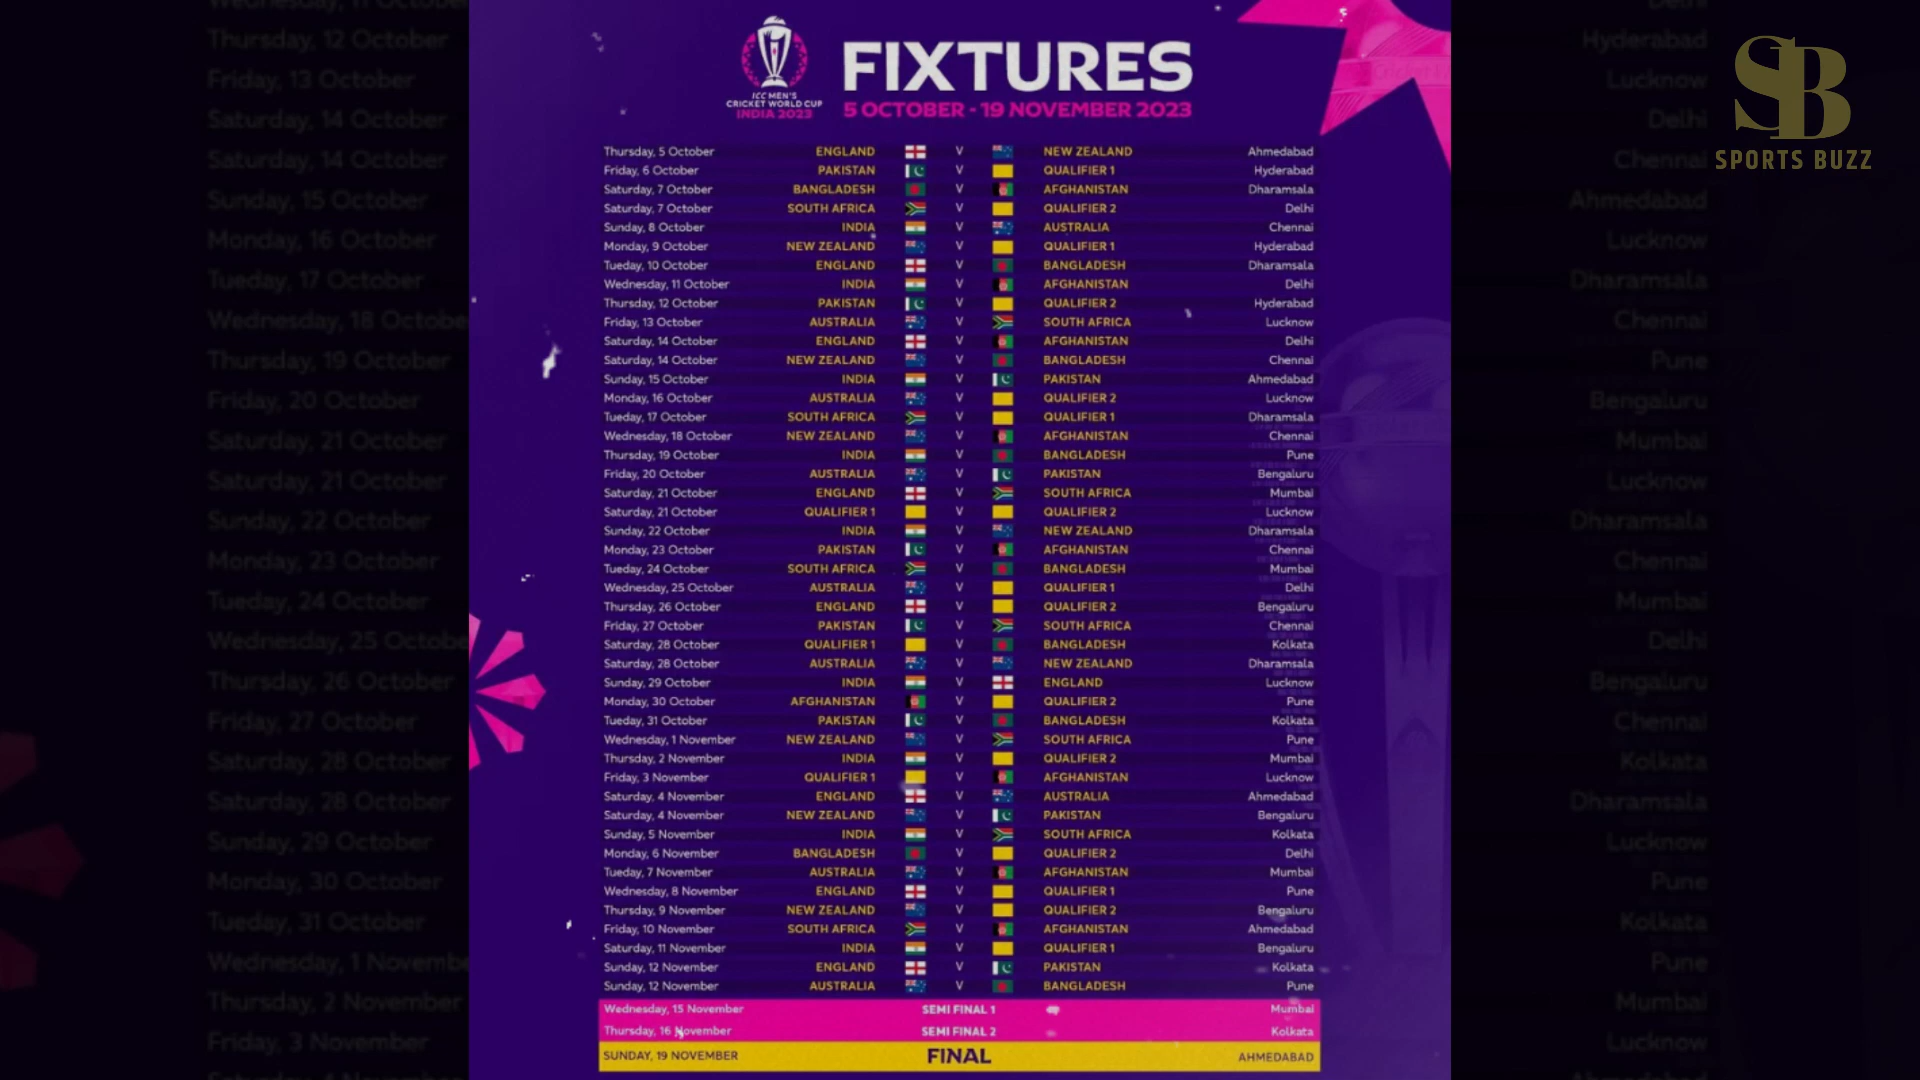 ICC MEN'S
CRICKET WORLD CUP
INDIA 2023
FIXTURES
5 OCTOBER - 19 NOVEMBER 2023
SB
SPORTS BUZZ
Thursday, 5 October ENGLAND V NEW ZEALAND Ahmedabad
Friday, 6 October PAKISTAN V QUALIFIER 1 Hyderabad
Saturday, 7 October BANGLADESH V AFGHANISTAN Dharamsala
Saturday, 7 October SOUTH AFRICA V QUALIFIER 2 Delhi
Sunday, 8 October INDIA V AUSTRALIA Chennai
Monday, 9 October NEW ZEALAND V QUALIFIER 1 Hyderabad
Tueday, 10 October ENGLAND V BANGLADESH Dharamsala
Wednesday, 11 October INDIA V AFGHANISTAN Delhi
Thursday, 12 October PAKISTAN V QUALIFIER 2 Hyderabad
Friday, 13 October AUSTRALIA V SOUTH AFRICA Lucknow
Saturday, 14 October ENGLAND V AFGHANISTAN Delhi
Saturday, 14 October NEW ZEALAND V BANGLADESH Chennai
Sunday, 15 October INDIA V PAKISTAN Ahmedabad
Monday, 16 October AUSTRALIA V QUALIFIER 2 Lucknow
Tueday, 17 October SOUTH AFRICA V QUALIFIER 1 Dharamsala
Wednesday, 18 October NEW ZEALAND V AFGHANISTAN Chennai
Thursday, 19 October INDIA V BANGLADESH Pune
Friday, 20 October AUSTRALIA V PAKISTAN Bengaluru
Saturday, 21 October ENGLAND V SOUTH AFRICA Mumbai
Saturday, 21 October QUALIFIER 1 V QUALIFIER 2 Lucknow
Sunday, 22 October INDIA V NEW ZEALAND Dharamsala
Monday, 23 October PAKISTAN V AFGHANISTAN Chennai
Tueday, 24 October SOUTH AFRICA V BANGLADESH Mumbai
Wednesday, 25 October AUSTRALIA V QUALIFIER 1 Delhi
Thursday, 26 October ENGLAND V QUALIFIER 2 Bengaluru
Friday, 27 October PAKISTAN V SOUTH AFRICA Chennai
Saturday, 28 October QUALIFIER 1 V BANGLADESH Kolkata
Saturday, 28 October AUSTRALIA V NEW ZEALAND Dharamsala
Sunday, 29 October INDIA V ENGLAND Lucknow
Monday, 30 October AFGHANISTAN V QUALIFIER 2 Pune
Tueday, 31 October PAKISTAN V BANGLADESH Kolkata
Wednesday, 1 November NEW ZEALAND V SOUTH AFRICA Pune
Thursday, 2 November INDIA V QUALIFIER 2 Mumbai
Friday, 3 November QUALIFIER 1 V AFGHANISTAN Lucknow
Saturday, 4 November ENGLAND V AUSTRALIA Ahmedabad
Saturday, 4 November NEW ZEALAND V PAKISTAN Bengaluru
Sunday, 5 November INDIA V SOUTH AFRICA Kolkata
Monday, 6 November BANGLADESH V QUALIFIER 2 Delhi
Tueday, 7 November AUSTRALIA V AFGHANISTAN Mumbai
Wednesday, 8 November ENGLAND V QUALIFIER 1 Pune
Thursday, 9 November NEW ZEALAND V QUALIFIER 2 Bengaluru
Friday, 10 November SOUTH AFRICA V AFGHANISTAN Ahmedabad
Saturday, 11 November INDIA V QUALIFIER 1 Bengaluru
Sunday, 12 November ENGLAND V PAKISTAN Kolkata
Sunday, 12 November AUSTRALIA V BANGLADESH Pune
Wednesday, 15 November SEMI FINAL 1 Mumbai
Thursday, 16 November SEMI FINAL 2 Kolkata
SUNDAY, 19 NOVEMBER FINAL AHMEDABAD